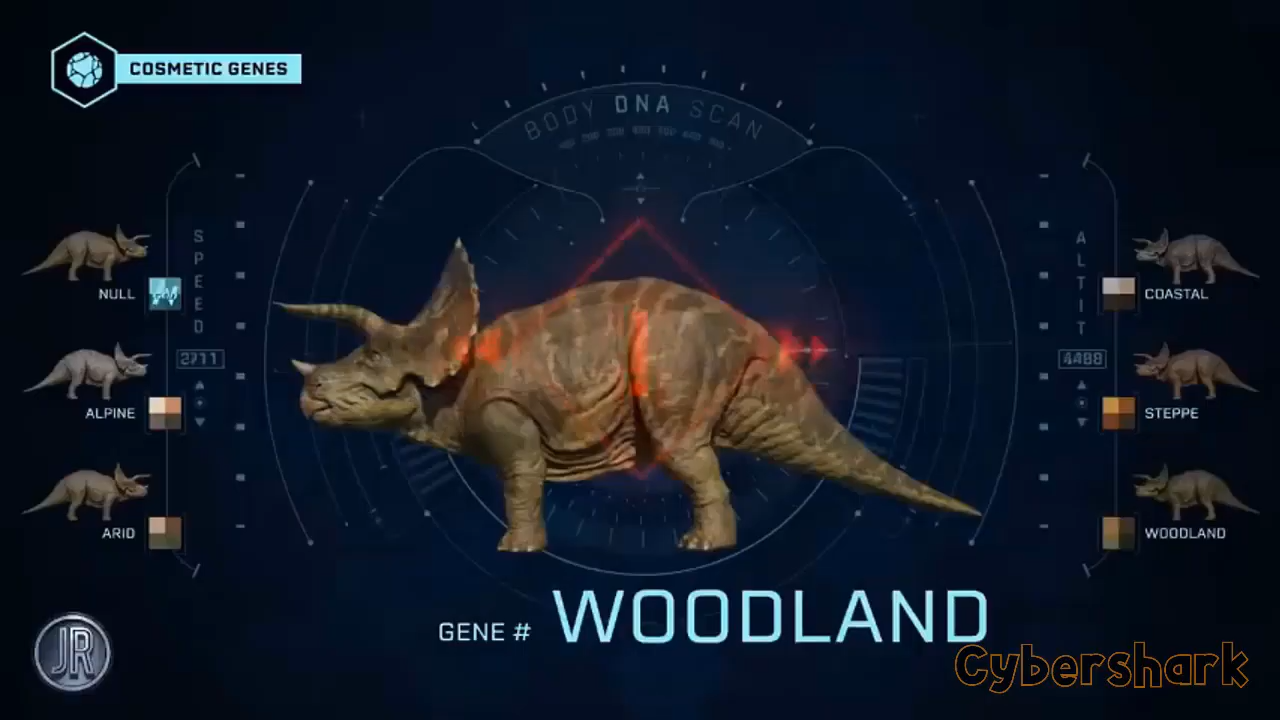 COSMETIC GENES
BODY DNA SCAN
SPEED
ALTIT
NULL
COASTAL
2711
4488
ALPINE
STEPPE
ARID
WOODLAND
GENE # WOODLAND
JR
Cybershark